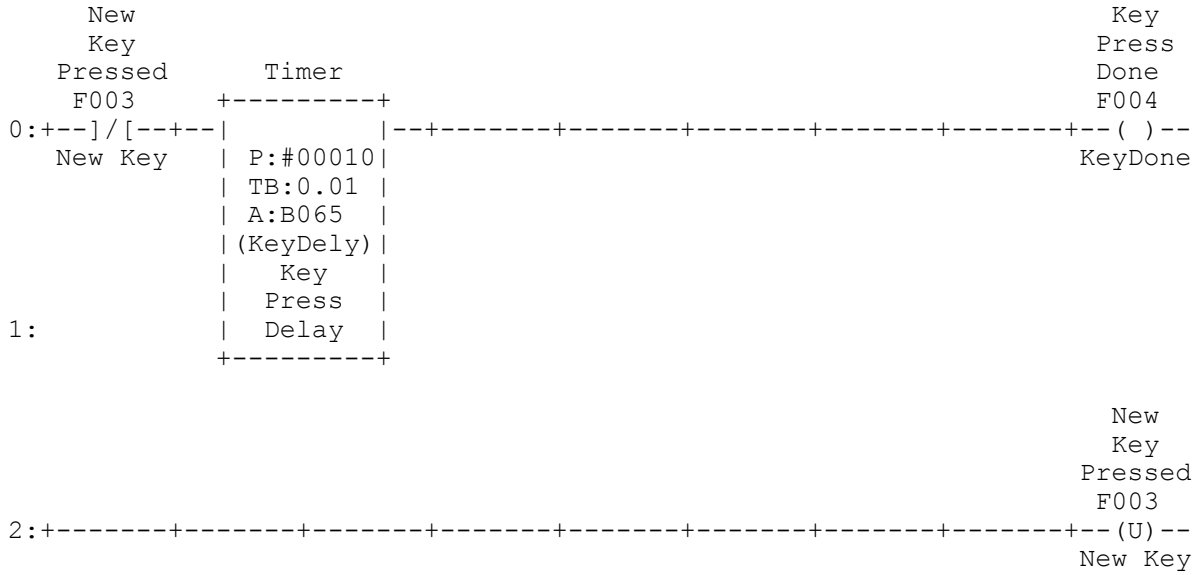 New Key
Key Press
Pressed Timer Done
F003 +---------+ F004
0:+--]/[--+--| |--+-------+-------+-------+-------+-------+--( )--
New Key | P:#00010| KeyDone
| TB:0.01 |
| A:B065 |
|(KeyDely)|
| Key |
| Press |
1: | Delay |
+---------+
New
Key
Pressed
F003
2:+-------+-------+-------+-------+-------+-------+-------+-------+--(U)--
New Key